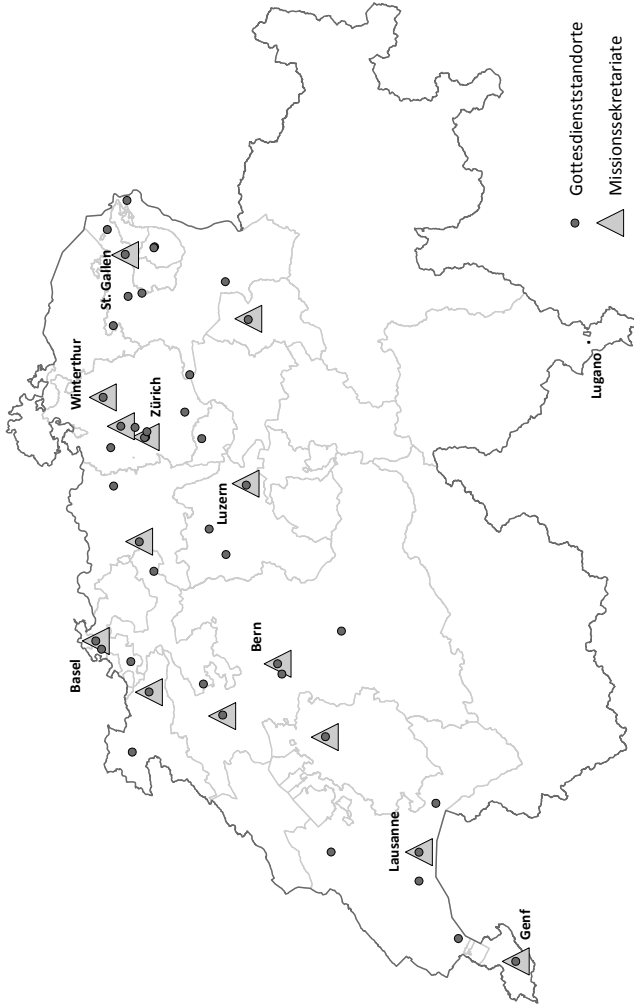 Winterthur
St. Gallen
Basel
Zürich
Luzern
Bern
Lausanne
Genf
Lugano
Gottesdienststandorte
Missionssekretariate